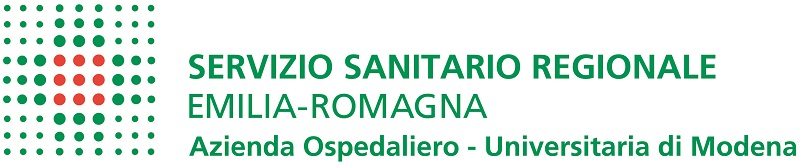 SERVIZIO SANITARIO REGIONALE
EMILIA-ROMAGNA
Azienda Ospedaliero - Universitaria di Modena